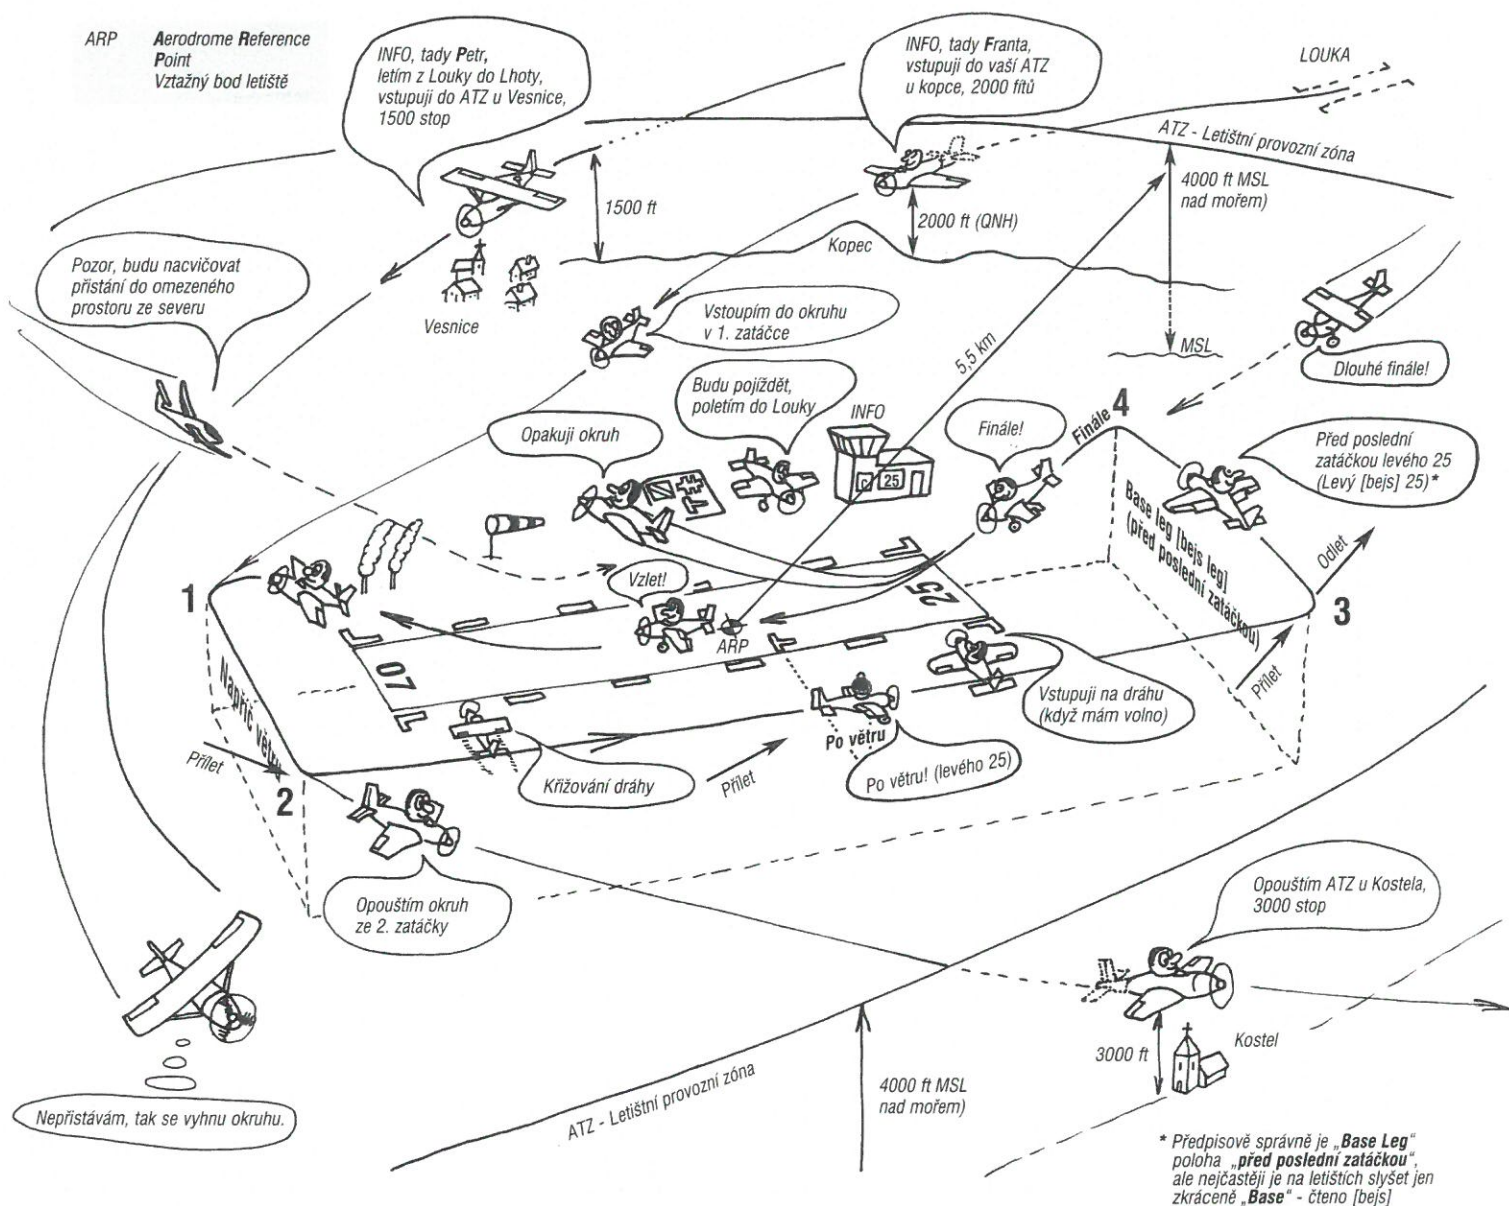 ARP Aerodrome Reference
Point
Vztažný bod letiště
INFO, tady Petr,
letím z Louky do Lhoty,
vstupuji do ATZ u Vesnice,
1500 stop
INFO, tady Franta,
vstupuji do vaší ATZ
u kopce, 2000 fítů
LOUKA
ATZ - Letištní provozní zóna
4000 ft MSL
nad mořem)
1500 ft
2000 ft (QNH)
Kopec
Pozor, budu nacvičovat
přistání do omezeného
prostoru ze severu
Vesnice
Vstoupím do okruhu
v 1. zatáčce
MSL
5,5 km
Dlouhé finále!
Budu pojíždět,
poletím do Louky
INFO
C 25
Opakuji okruh
Finále!
Finále
4
Před poslední
zatáčkou levého 25
(Levý [bejs] 25)*
Base leg [bejs leg]
(před poslední zatáčkou)
Odlet
1
Vzlet!
ARP
25
3
07
Přílet
Napříč větru
Vstupuji na dráhu
(když mám volno)
Po větru
Přílet
2
Křižování dráhy
Přílet
Po větru! (levého 25)
Opouštím okruh
ze 2. zatáčky
Opouštím ATZ u Kostela,
3000 stop
3000 ft
Kostel
4000 ft MSL
nad mořem)
ATZ - Letištní provozní zóna
Nepřistávám, tak se vyhnu okruhu.
* Předpisově správně je „Base Leg“
poloha „před poslední zatáčkou“,
ale nejčastěji je na letištích slyšet jen
zkráceně „Base“ - čteno [bejs]